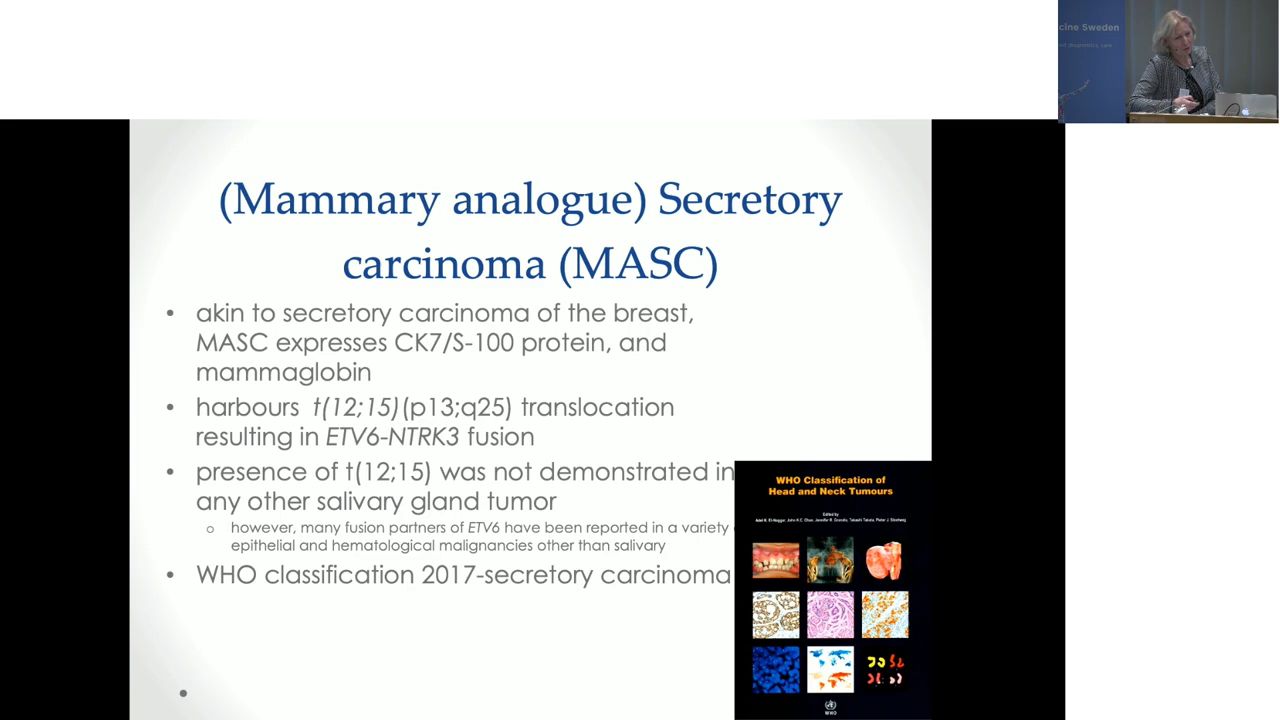 cine Sweden
(Mammary analogue) Secretory
carcinoma (MASC)
• akin to secretory carcinoma of the breast,
MASC expresses CK7/S-100 protein, and
mammaglobin
• harbours t(12;15)(p13;q25) translocation
resulting in ETV6-NTRK3 fusion
• presence of t(12;15) was not demonstrated in
any other salivary gland tumor
o however, many fusion partners of ETV6 have been reported in a variety
epithelial and hematological malignancies other than salivary
• WHO classification 2017-secretory carcinoma
•
WHO Classification of
Head and Neck Tumours
Edited by
WHO